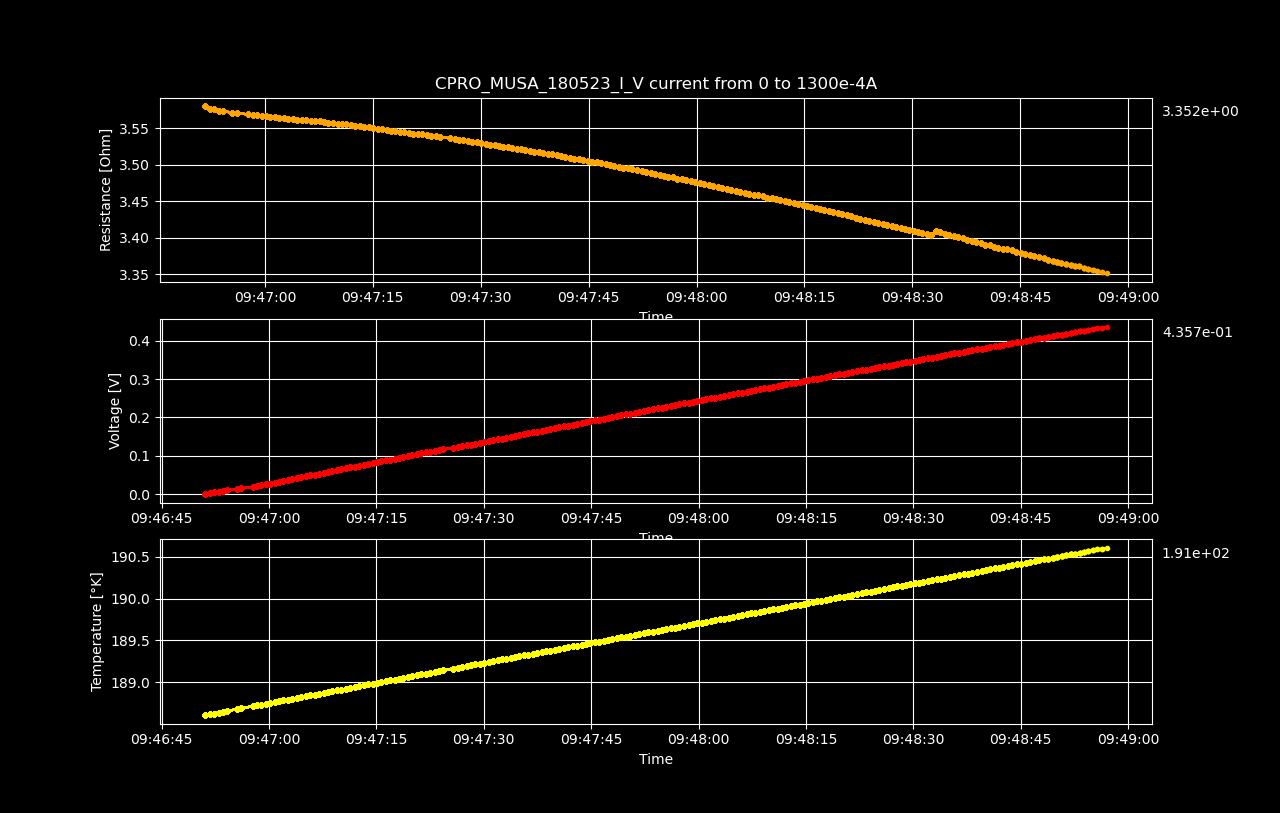 CPRO_MUSA_180523_I_V current from 0 to 1300e-4A
3.352e+00
Resistance [Ohm]
3.55
3.50
3.45
3.40
3.35
09:47:00 09:47:15 09:47:30 09:47:45 09:48:00 09:48:15 09:48:30 09:48:45 09:49:00
Time
4.357e-01
Voltage [V]
0.4
0.3
0.2
0.1
0.0
09:46:45 09:47:00 09:47:15 09:47:30 09:47:45 09:48:00 09:48:15 09:48:30 09:48:45 09:49:00
Time
1.91e+02
Temperature [°K]
190.5
190.0
189.5
189.0
09:46:45 09:47:00 09:47:15 09:47:30 09:47:45 09:48:00 09:48:15 09:48:30 09:48:45 09:49:00
Time